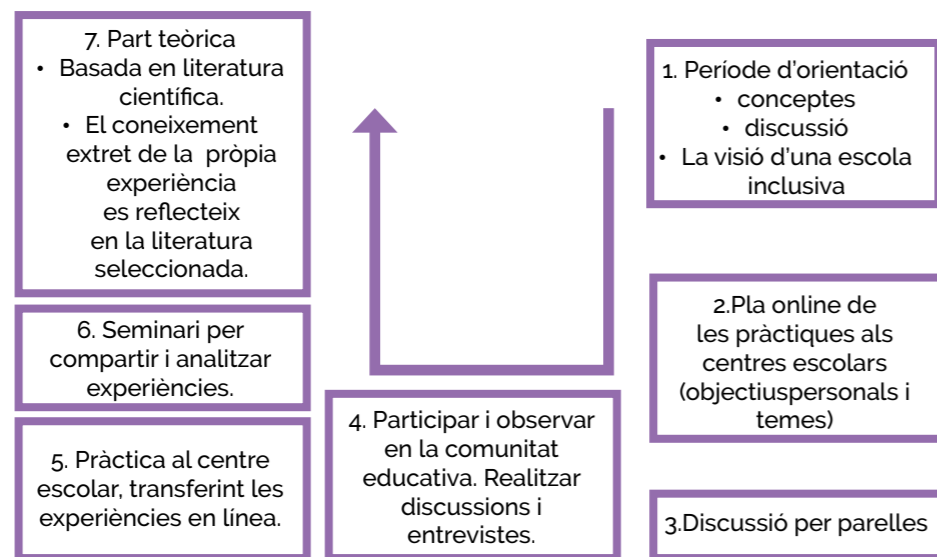 7. Part teòrica
• Basada en literatura
científica.
• El coneixement
extret de la pròpia
experiència
es reflecteix
en la literatura
seleccionada.
6. Seminari per
compartir i analitzar
experiències.
5. Pràctica al centre
escolar, transferint les
experiències en línea.
4. Participar i observar
en la comunitat
educativa. Realitzar
discussions i
entrevistes.
1. Període d’orientació
• conceptes
• discussió
• La visió d’una escola
inclusiva
2.Pla online de
les pràctiques als
centres escolars
(objectiuspersonals i
temes)
3.Discussió per parelles